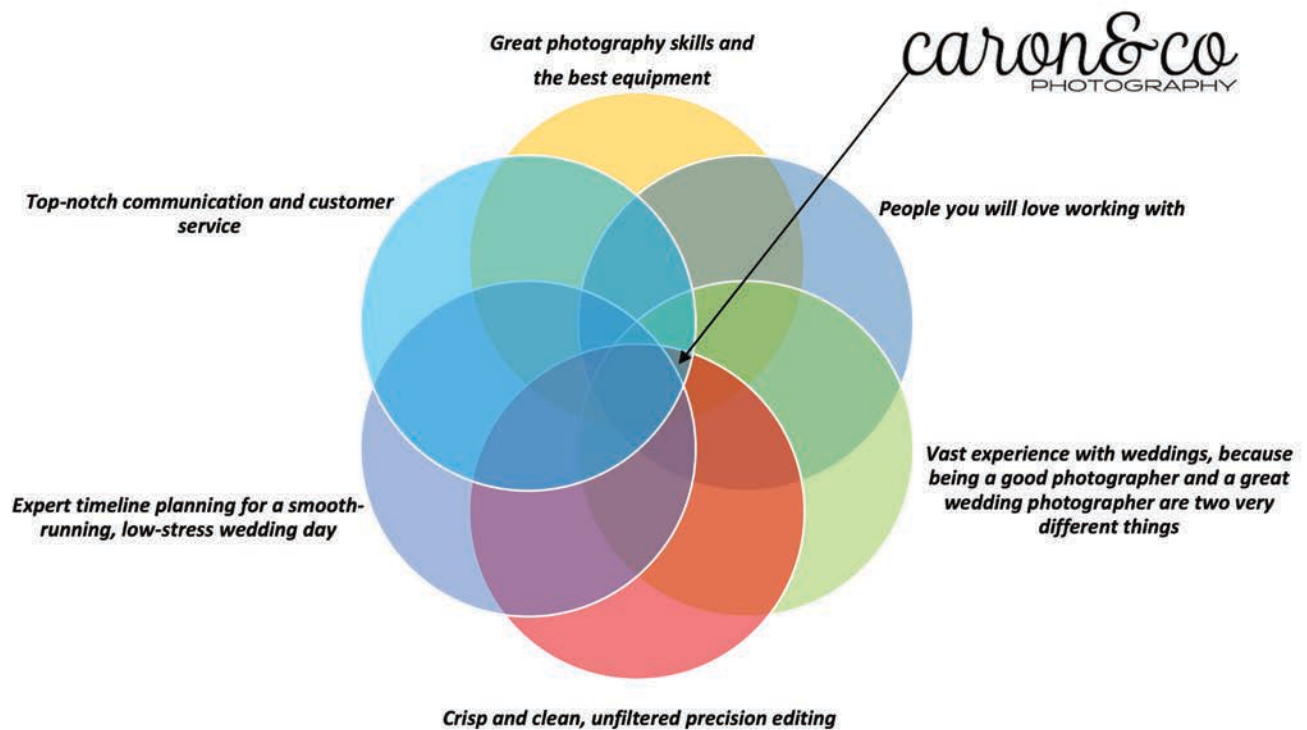 Great photography skills and
the best equipment
caron&co
PHOTOGRAPHY
Top-notch communication and customer
service
People you will love working with
Vast experience with weddings, because
being a good photographer and a great
wedding photographer are two very
different things
Expert timeline planning for a smooth-
running, low-stress wedding day
Crisp and clean, unfiltered precision editing